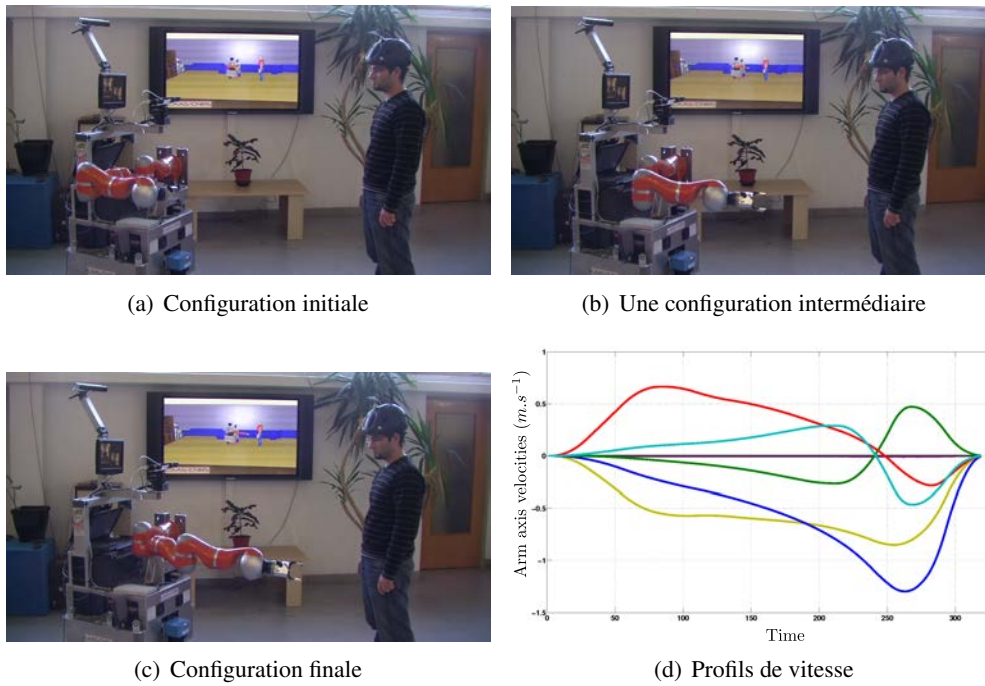 (a) Configuration initiale
(b) Une configuration intermédiaire
Arm axis velocities (m.s⁻¹)
1
0.5
0
−0.5
−1
−1.5
0 50 100 150 200 250 300
Time
(c) Configuration finale
(d) Profils de vitesse